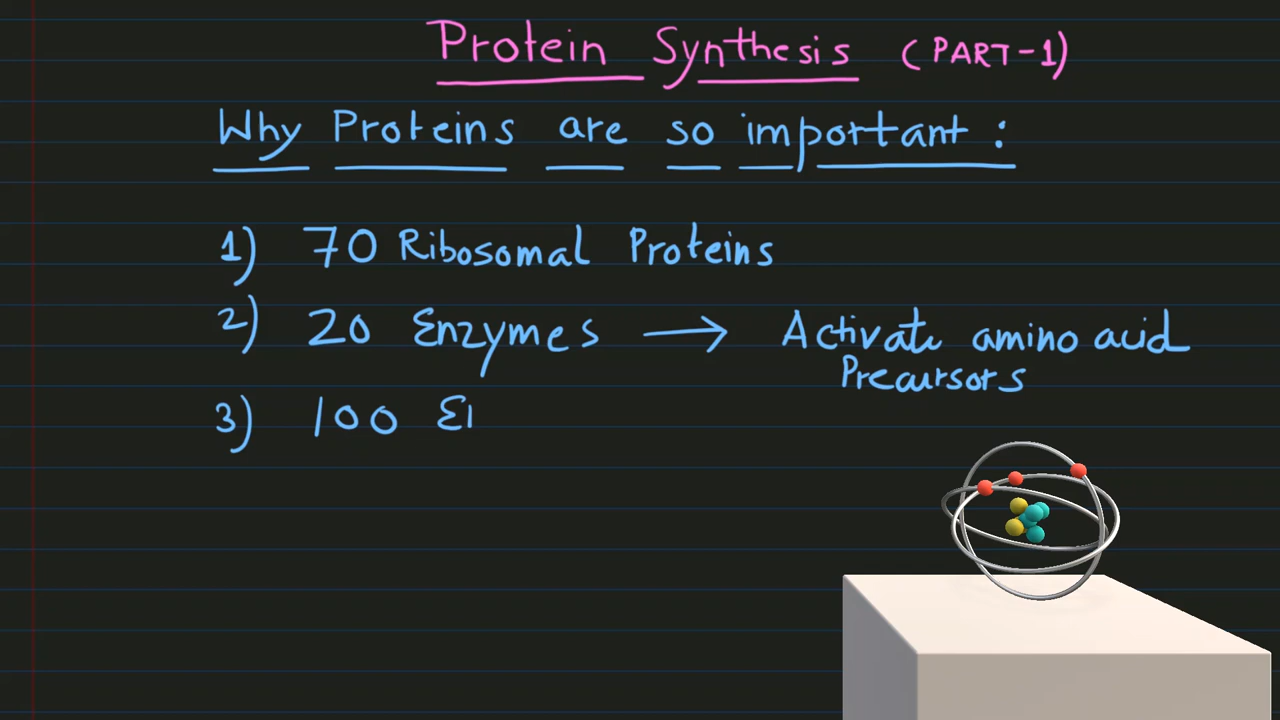 Protein Synthesis (PART-1)
Why Proteins are so important:
1) 70 Ribosomal Proteins
2) 20 Enzymes → Activate amino acid
Precursors
3) 100